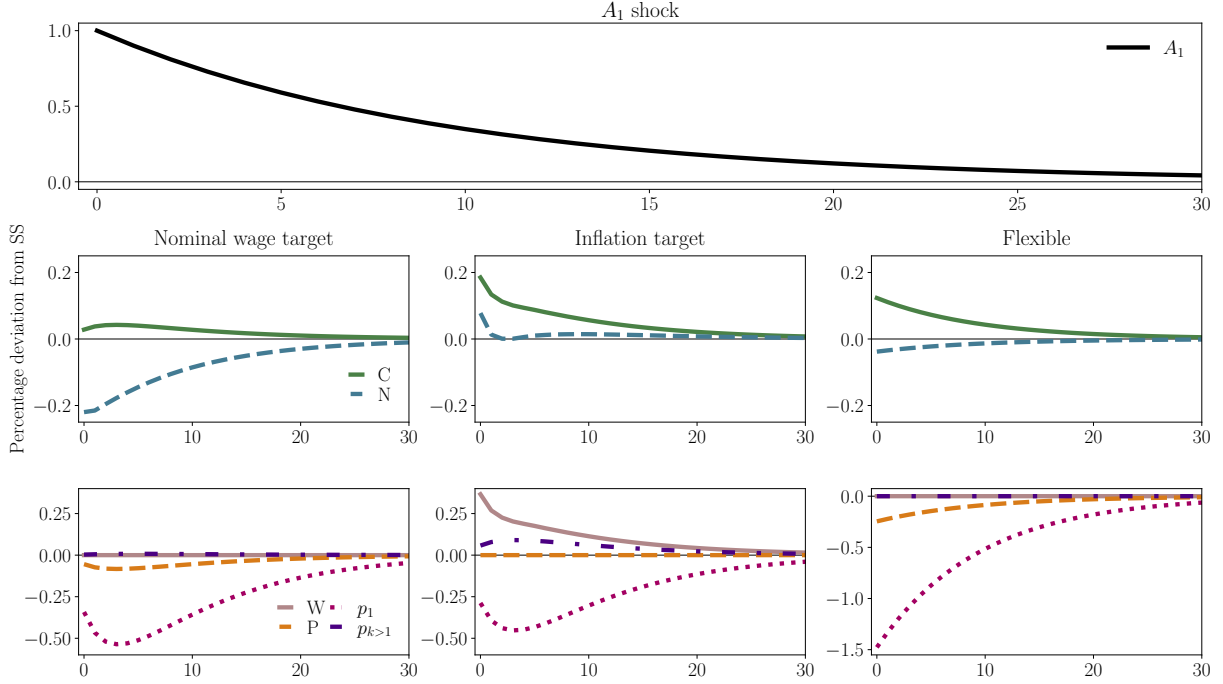 A₁ shock
1.0
0.5
0.0
A₁
0 5 10 15 20 25 30
Percentage deviation from SS
Nominal wage target Inflation target Flexible
0.2 0.2 0.2
0.0 0.0 0.0
−0.2 −0.2 −0.2
C
N
0 10 20 30 0 10 20 30 0 10 20 30
0.25 0.25 0.0
0.00 0.00 −0.5
−0.25 −0.25 −1.0
−0.50 −0.50 −1.5
W p₁
P pₖ>₁
0 10 20 30 0 10 20 30 0 10 20 30